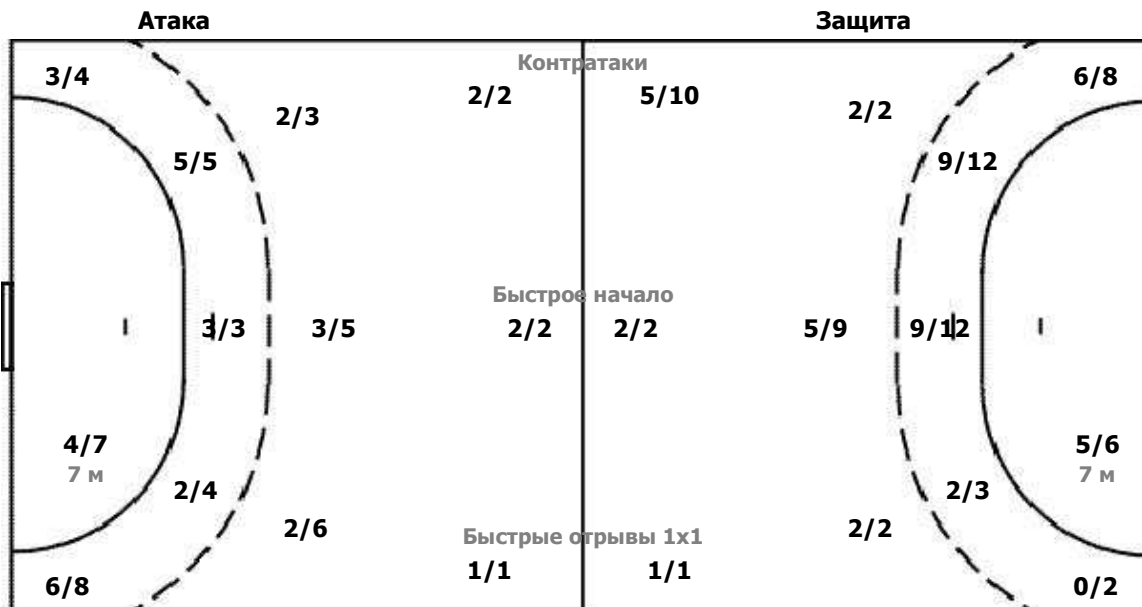 Атака Защита
Контратаки
3/4 6/8
2/2 5/10
2/3 2/2
5/5 9/12
Быстрое начало
3/3 3/5 2/2 2/2 5/9 9/12
4/7 5/6
7 м 7 м
2/4 2/3
2/6 2/2
Быстрые отрывы 1x1
1/1 1/1
6/8 0/2